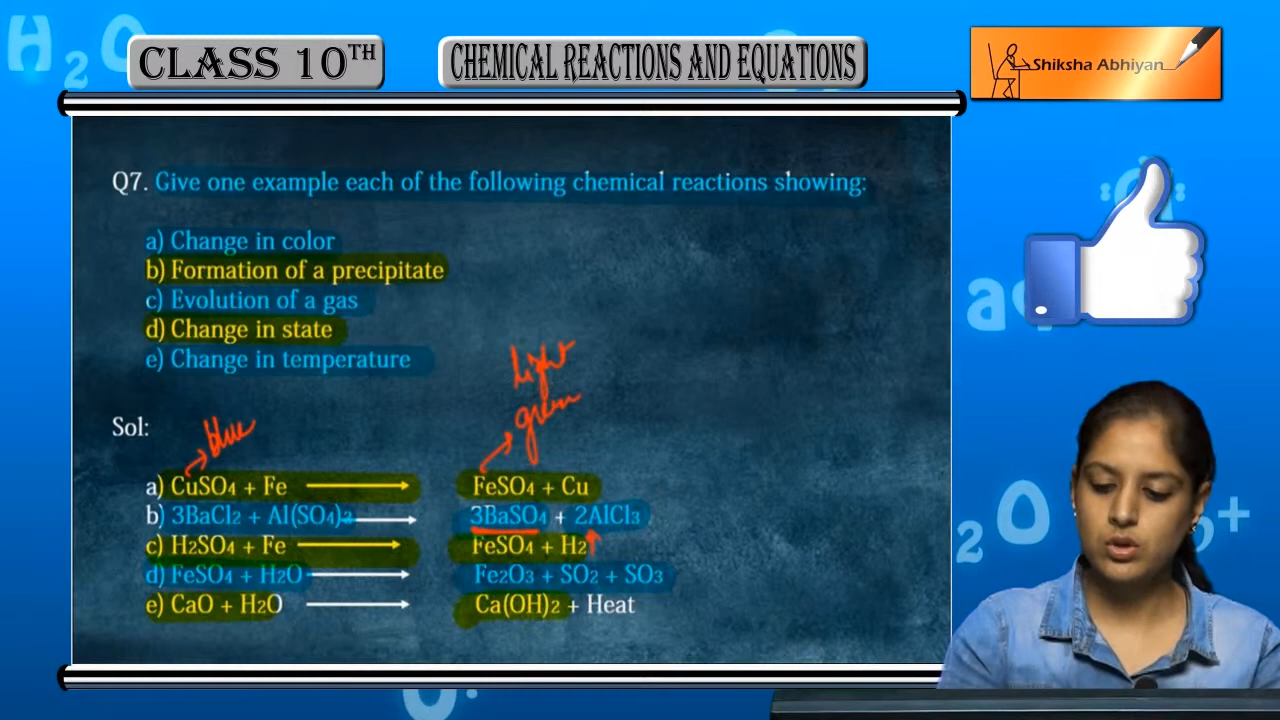 H₂O
CLASS 10TH
CHEMICAL REACTIONS AND EQUATIONS
Shiksha Abhiyan
Q7. Give one example each of the following chemical reactions showing:
a) Change in color
b) Formation of a precipitate
c) Evolution of a gas
d) Change in state
e) Change in temperature
light
green
Sol:
blue
a) CuSO₄ + Fe → FeSO₄ + Cu
b) 3BaCl₂ + Al(SO₄)₃ → 3BaSO₄ + 2AlCl₃
c) H₂SO₄ + Fe → FeSO₄ + H₂↑
d) FeSO₄ + H₂O → Fe₂O₃ + SO₂ + SO₃
e) CaO + H₂O → Ca(OH)₂ + Heat